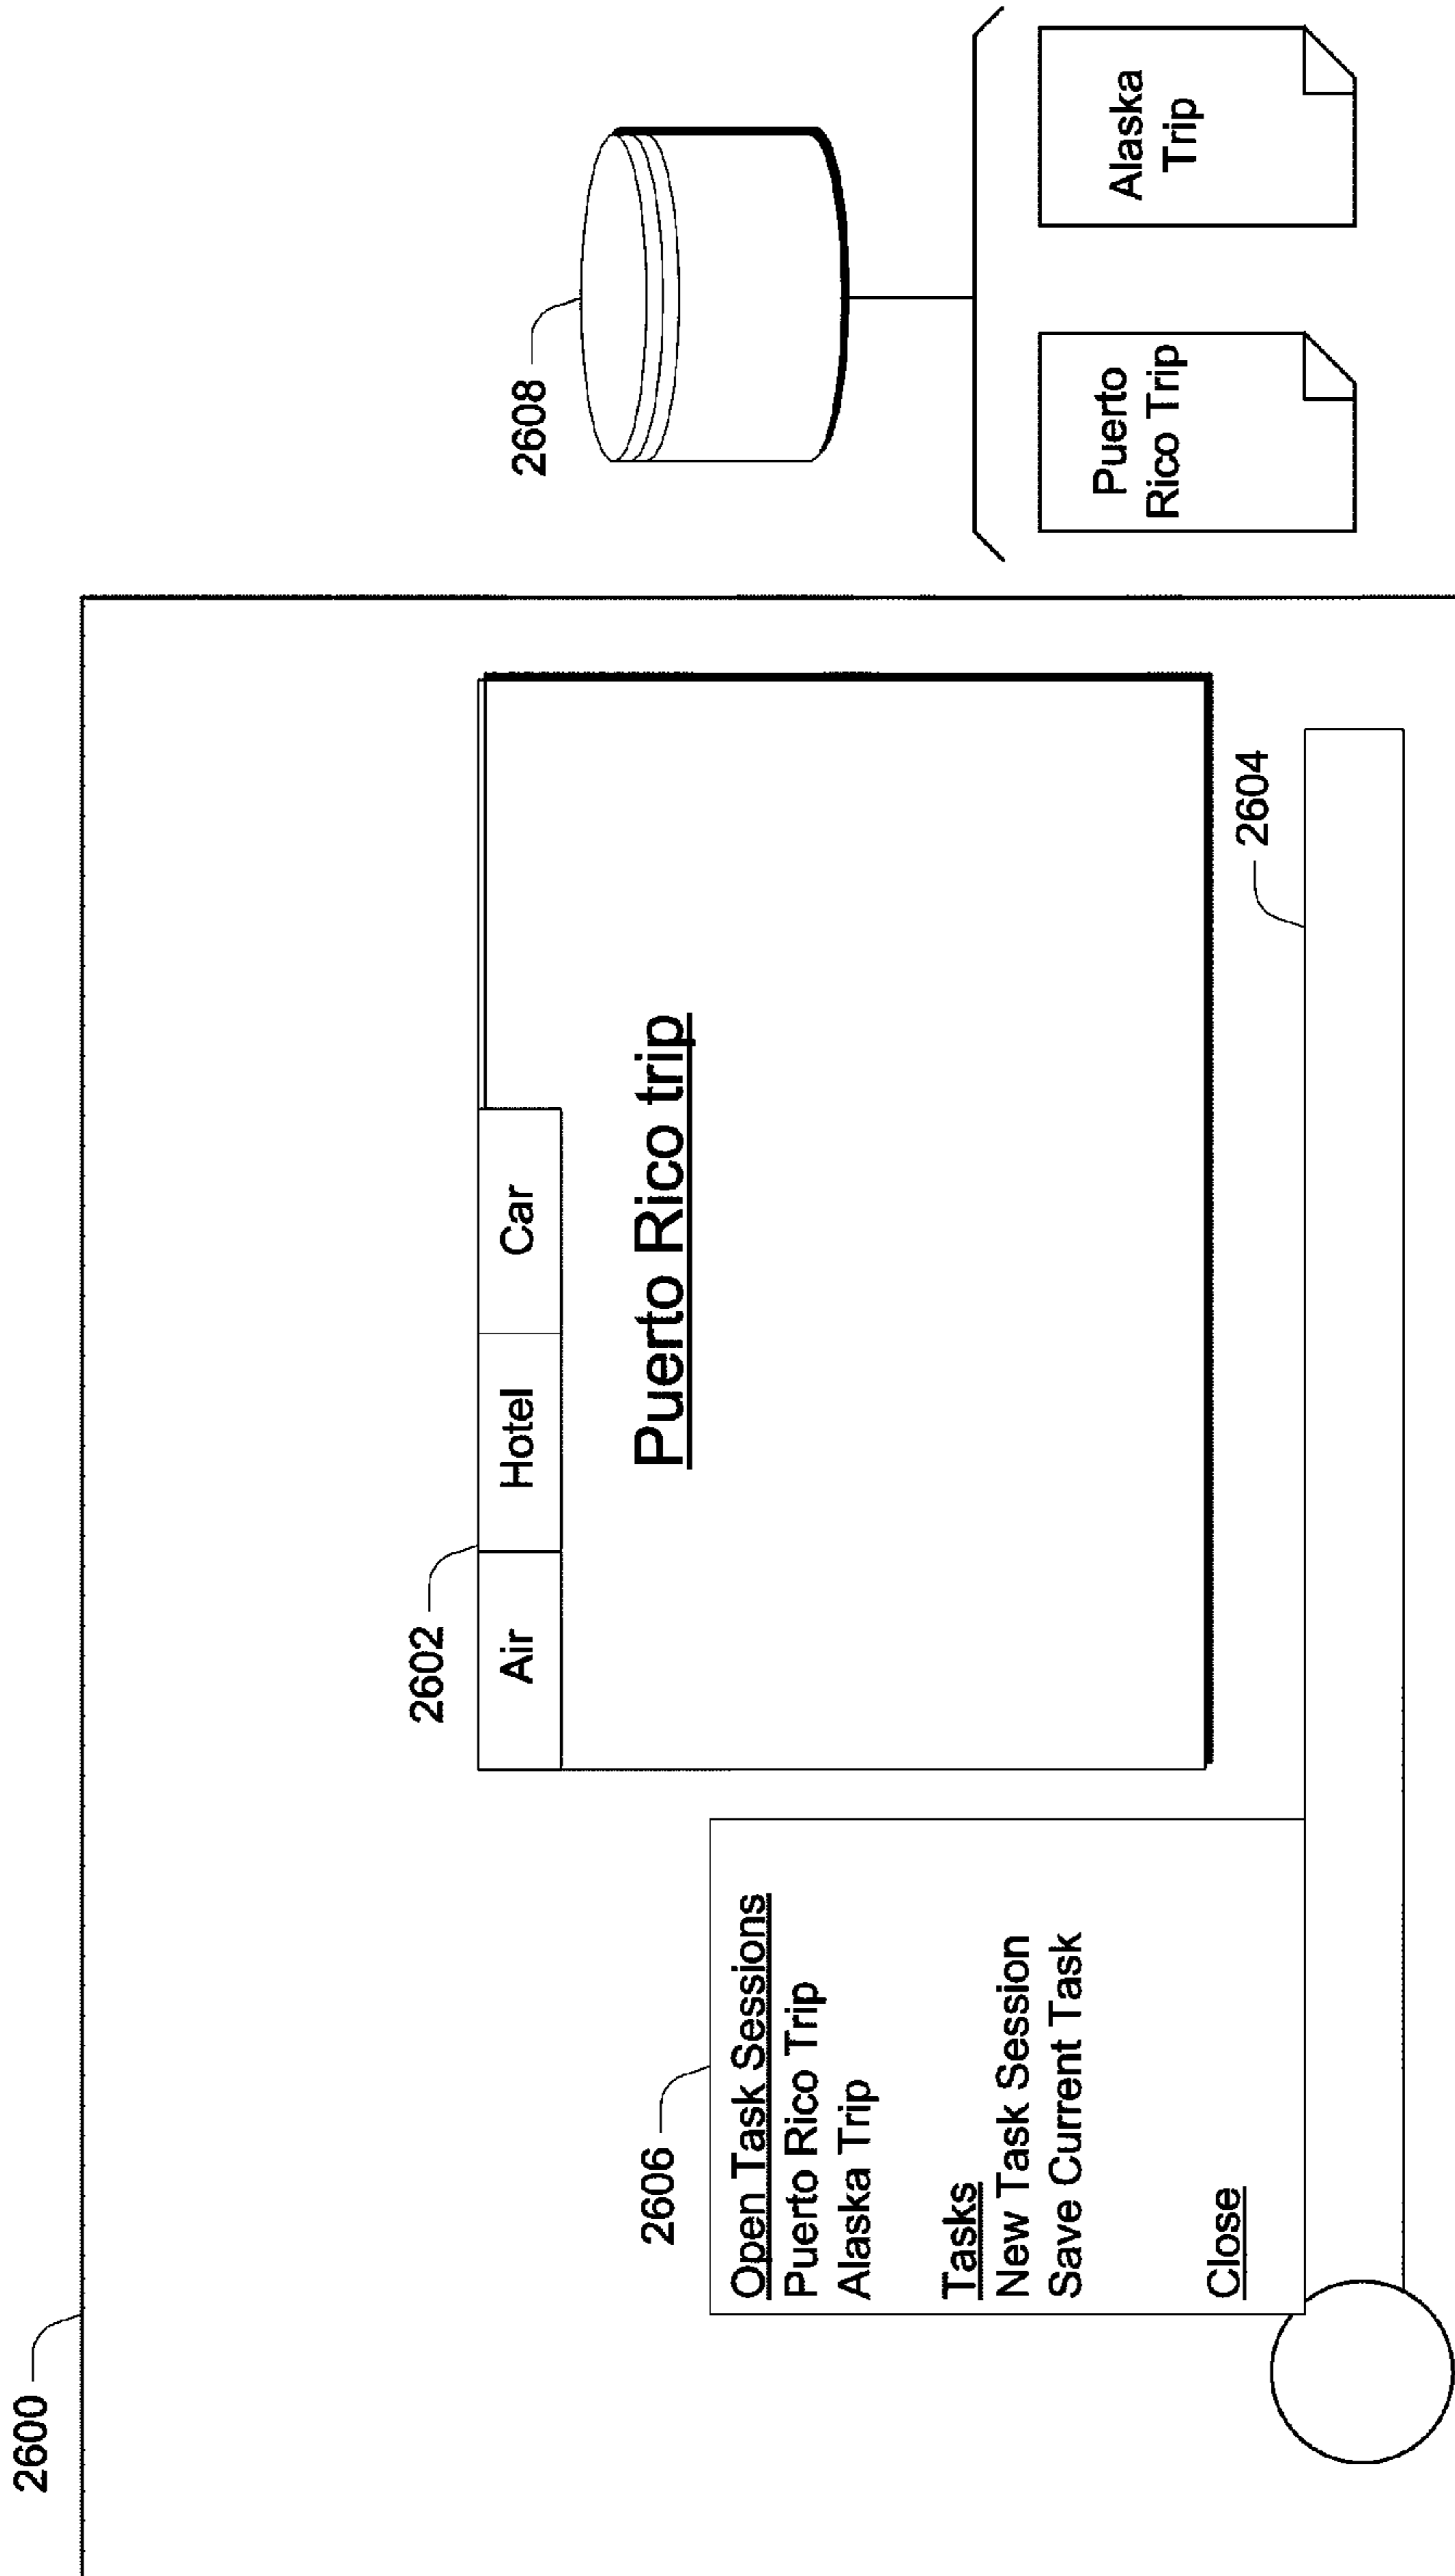 2600
2602
Air
Hotel
Car
Puerto Rico trip
2606
Open Task Sessions
Puerto Rico Trip
Alaska Trip
Tasks
New Task Session
Save Current Task
Close
2604
2608
Puerto
Rico Trip
Alaska
Trip